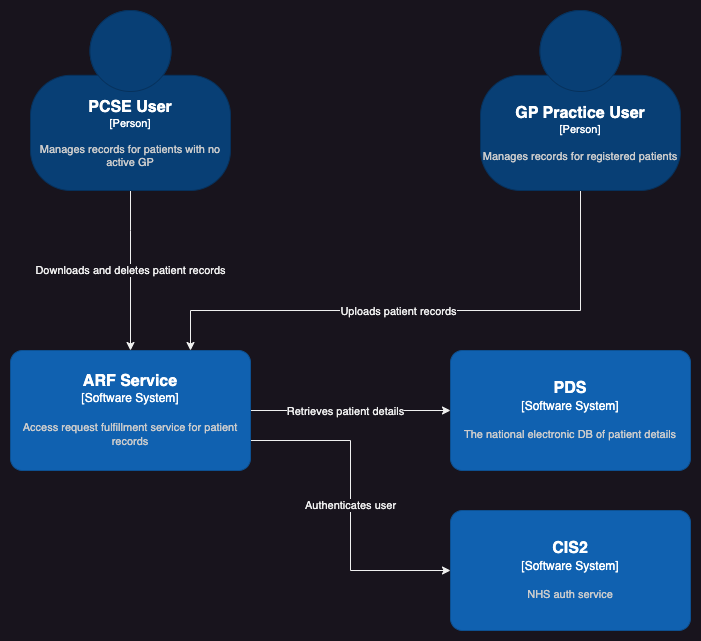 PCSE User
[Person]
Manages records for patients with no
active GP
GP Practice User
[Person]
Manages records for registered patients
Downloads and deletes patient records
Uploads patient records
ARF Service
[Software System]
Access request fulfillment service for patient
records
Retrieves patient details
PDS
[Software System]
The national electronic DB of patient details
Authenticates user
CIS2
[Software System]
NHS auth service